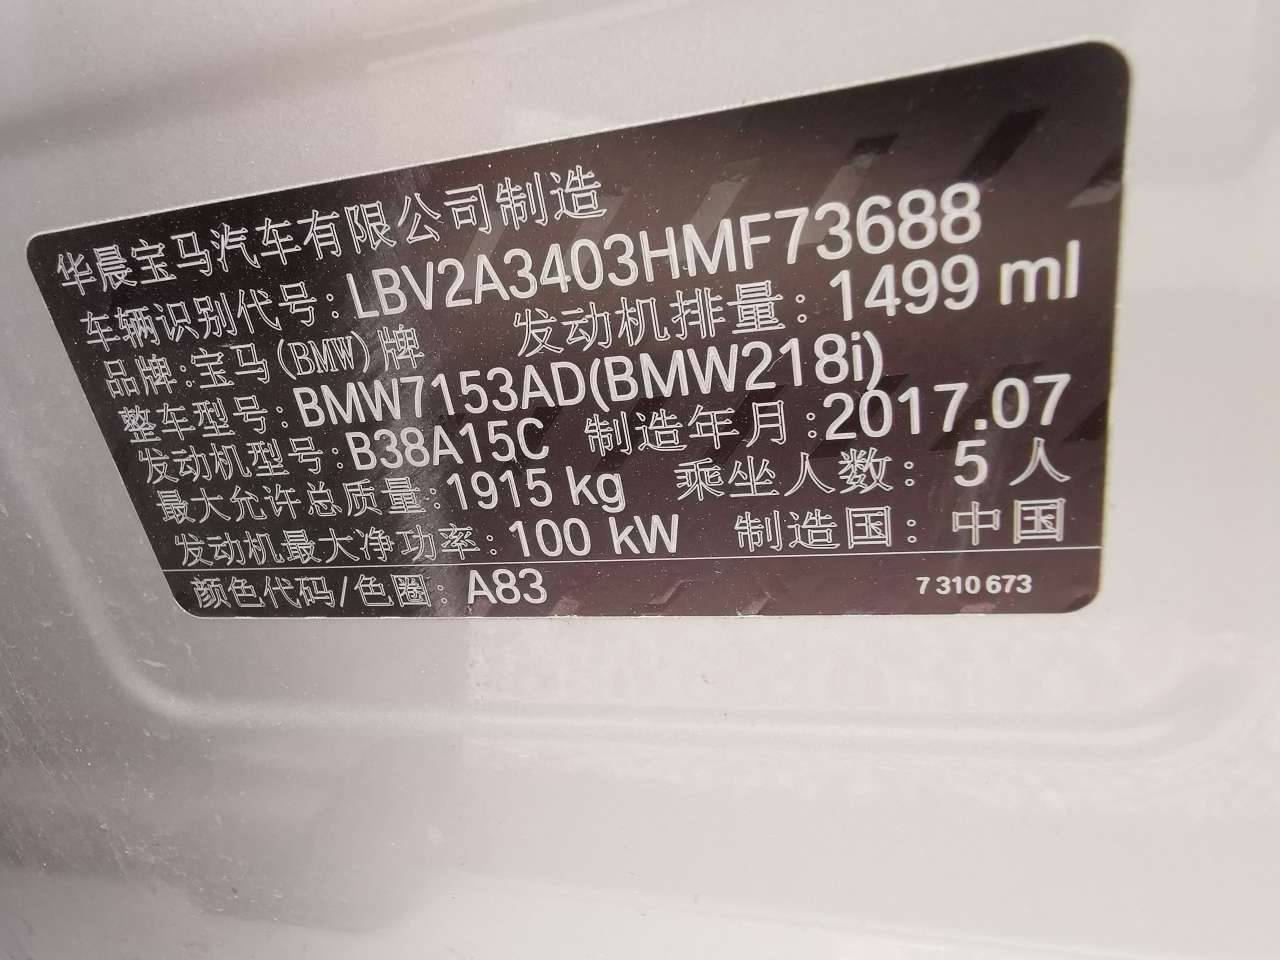 华晨宝马汽车有限公司制造
车辆识别代号: LBV2A3403HMF73688
品牌:宝马(BMW)牌 发动机排量: 1499 ml
整车型号: BMW7153AD(BMW218i)
发动机型号: B38A15C 制造年月:2017.07
最大允许总质量: 1915 kg 乘坐人数: 5 人
发动机最大净功率: 100 kW 制造国: 中国
颜色代码/色圈: A83 7 310 673